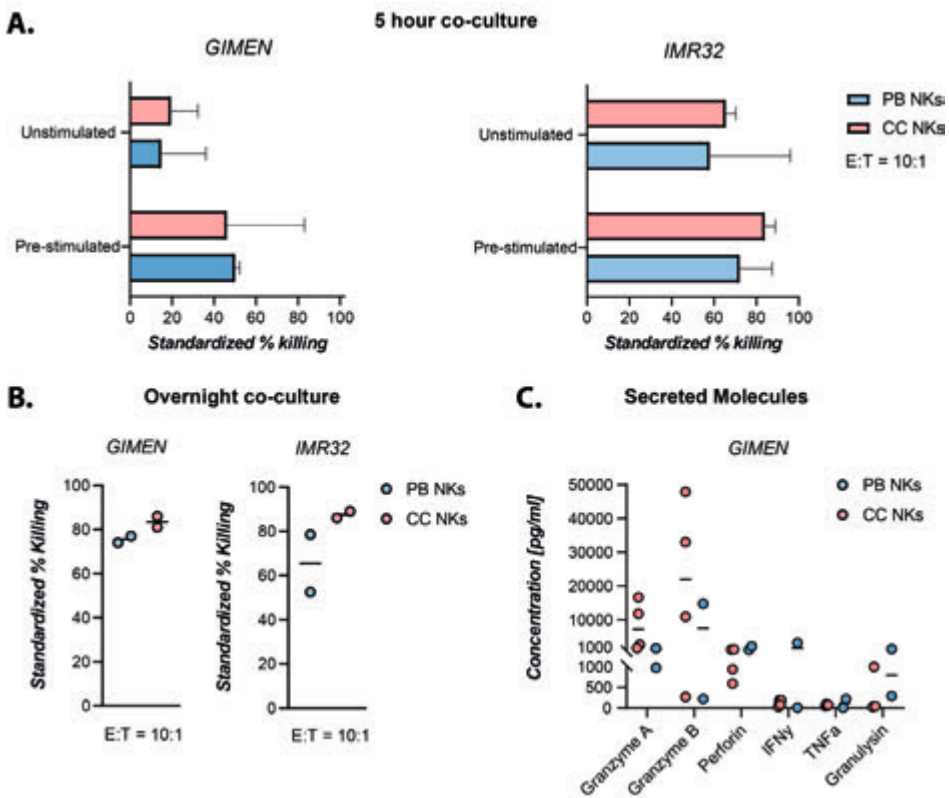 A.
5 hour co-culture
GIMEN
Unstimulated
Pre-stimulated
0 20 40 60 80 100
Standardized % killing
IMR32
Unstimulated
Pre-stimulated
0 20 40 60 80 100
Standardized % killing
PB NKs
CC NKs
E:T = 10:1
B.
Overnight co-culture
GIMEN
Standardized % Killing
100
80
60
40
20
0
E:T = 10:1
IMR32
Standardized % Killing
100
80
60
40
20
0
E:T = 10:1
PB NKs
CC NKs
C.
Secreted Molecules
GIMEN
Concentration [pg/ml]
50000
40000
30000
20000
10000
1000
1000
500
0
Granzyme A
Granzyme B
Perforin
IFNy
TNFa
Granulysin
PB NKs
CC NKs